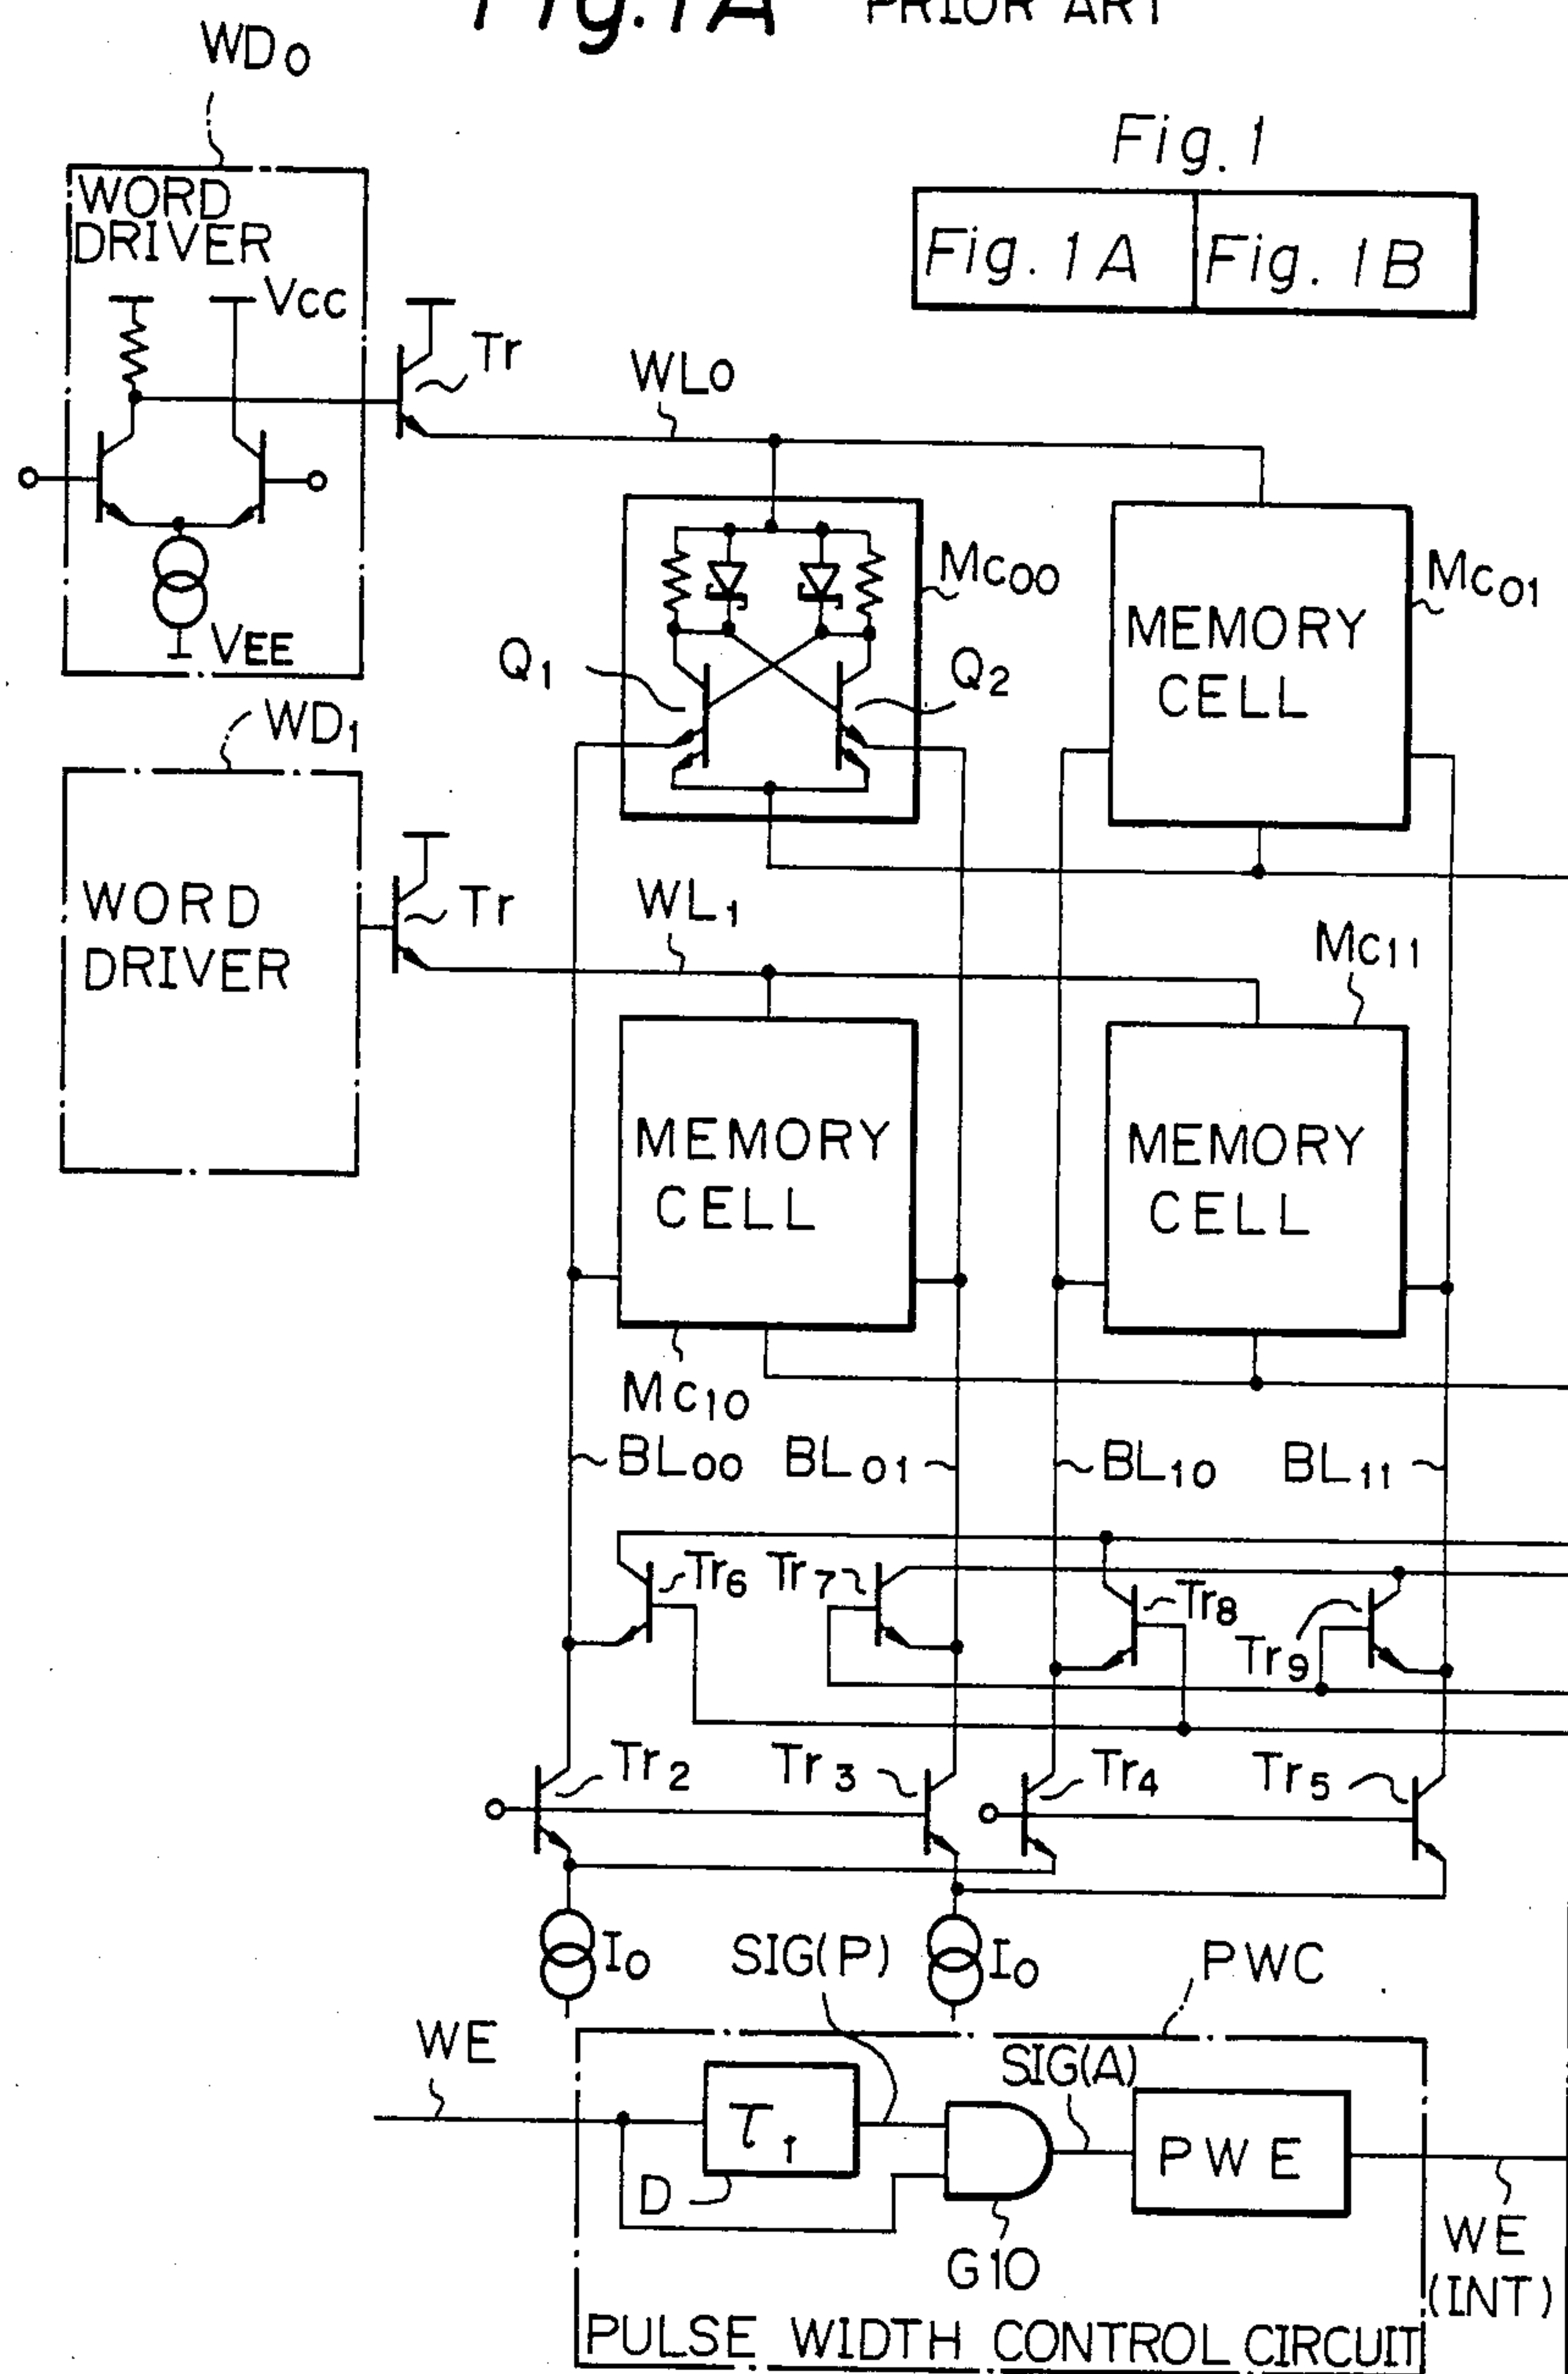 Fig. 1A PRIOR ART
WD0
Fig. 1
Fig. 1A Fig. 1B
WORD
DRIVER
VCC
Tr
WL0
MC00
MC01
MEMORY
CELL
VEE
Q1
Q2
WD1
WORD
DRIVER
Tr
WL1
MC11
MEMORY
CELL
MEMORY
CELL
MC10
BL00 BL01 BL10 BL11
Tr6 Tr7 Tr8 Tr9
Tr2 Tr3 Tr4 Tr5
I0 SIG(P) I0 PWC
WE
SIG(A)
τ1
PWE
D
G10
WE
(INT)
PULSE WIDTH CONTROL CIRCUIT